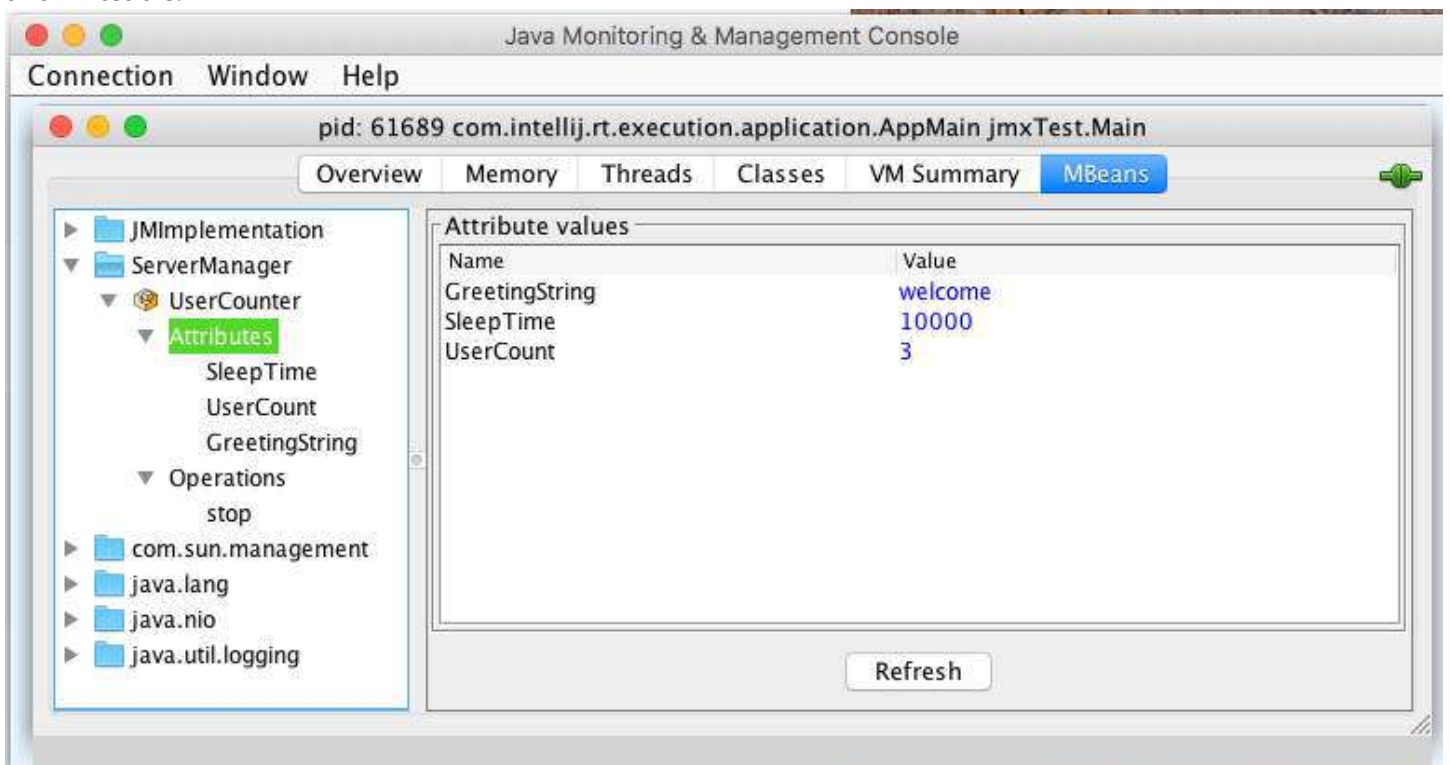 Java Monitoring & Management Console
Connection Window Help
pid: 61689 com.intellij.rt.execution.application.AppMain jmxTest.Main
Overview Memory Threads Classes VM Summary MBeans
JMImplementation
ServerManager
UserCounter
Attributes
SleepTime
UserCount
GreetingString
Operations
stop
com.sun.management
java.lang
java.nio
java.util.logging
Attribute values
Name Value
GreetingString welcome
SleepTime 10000
UserCount 3
Refresh